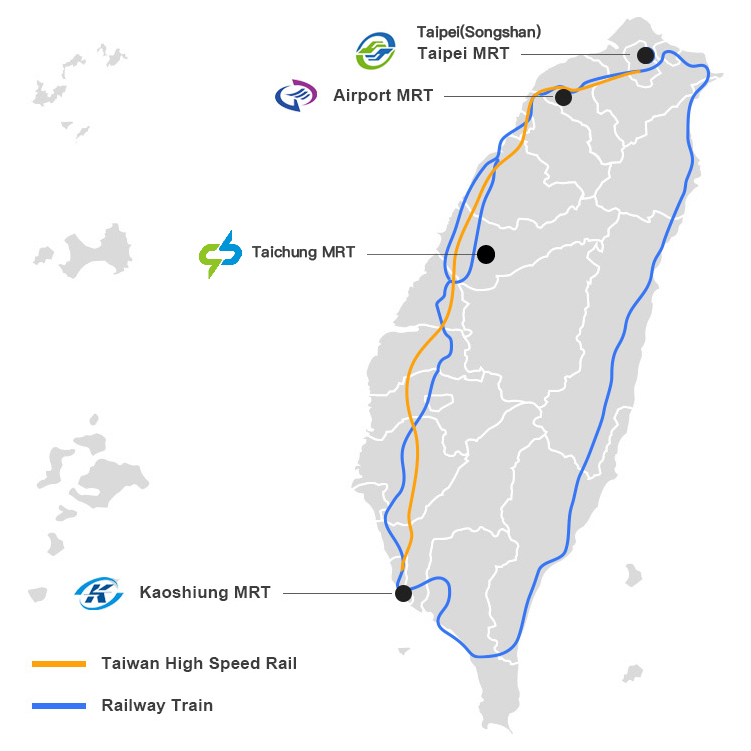 Taipei(Songshan)
Taipei MRT
Airport MRT
Taichung MRT
Kaoshiung MRT
Taiwan High Speed Rail
Railway Train